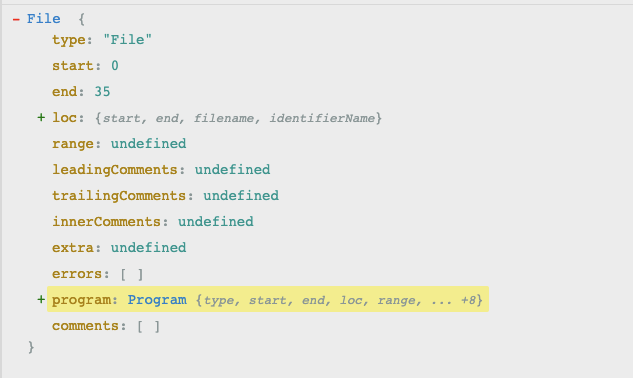 - File {
type: "File"
start: 0
end: 35
+ loc: {start, end, filename, identifierName}
range: undefined
leadingComments: undefined
trailingComments: undefined
innerComments: undefined
extra: undefined
errors: [ ]
+ program: Program {type, start, end, loc, range, ... +8}
comments: [ ]
}